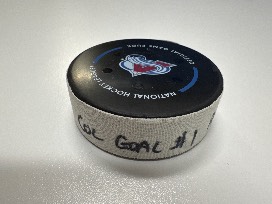 OFFICIAL GAME PUCK
NATIONAL HOCKEY LEAGUE
COL GOAL #1